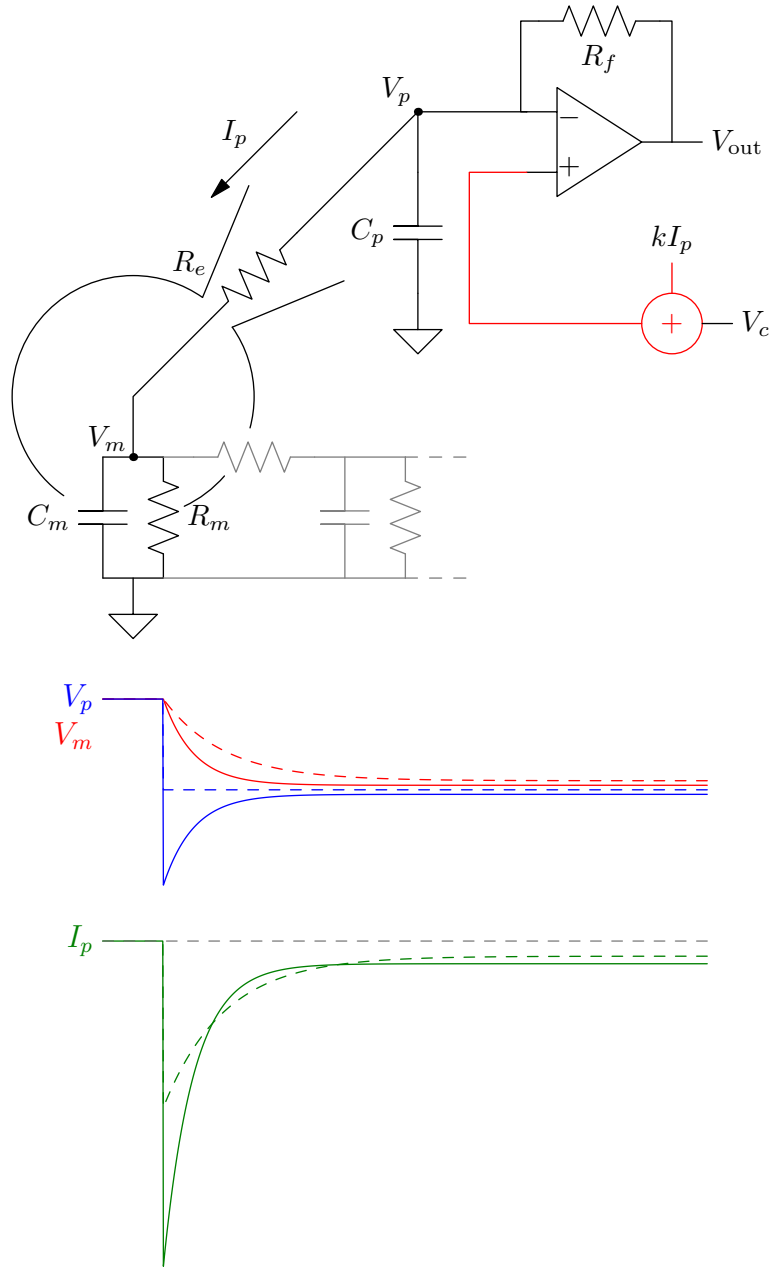 R_f
V_p
−
I_p
V_out
+
C_p
kI_p
R_e
+
V_c
V_m
C_m
R_m
V_p
V_m
I_p